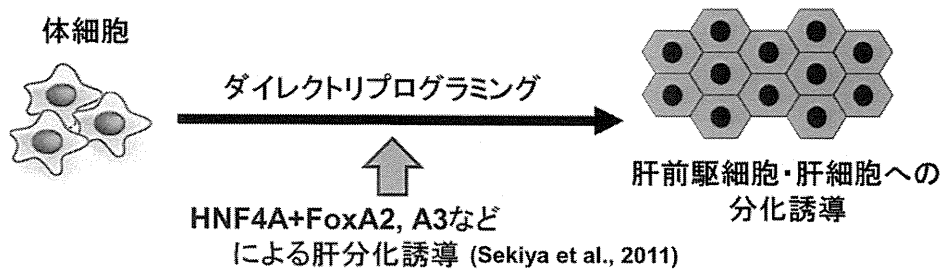 体細胞
ダイレクトリプログラミング
肝前駆細胞・肝細胞への
分化誘導
HNF4A+FoxA2, A3など
による肝分化誘導 (Sekiya et al., 2011)